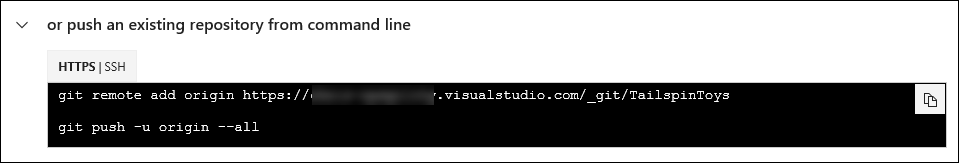 or push an existing repository from command line
HTTPS | SSH
git remote add origin https:// .visualstudio.com/_git/TailspinToys
git push -u origin --all